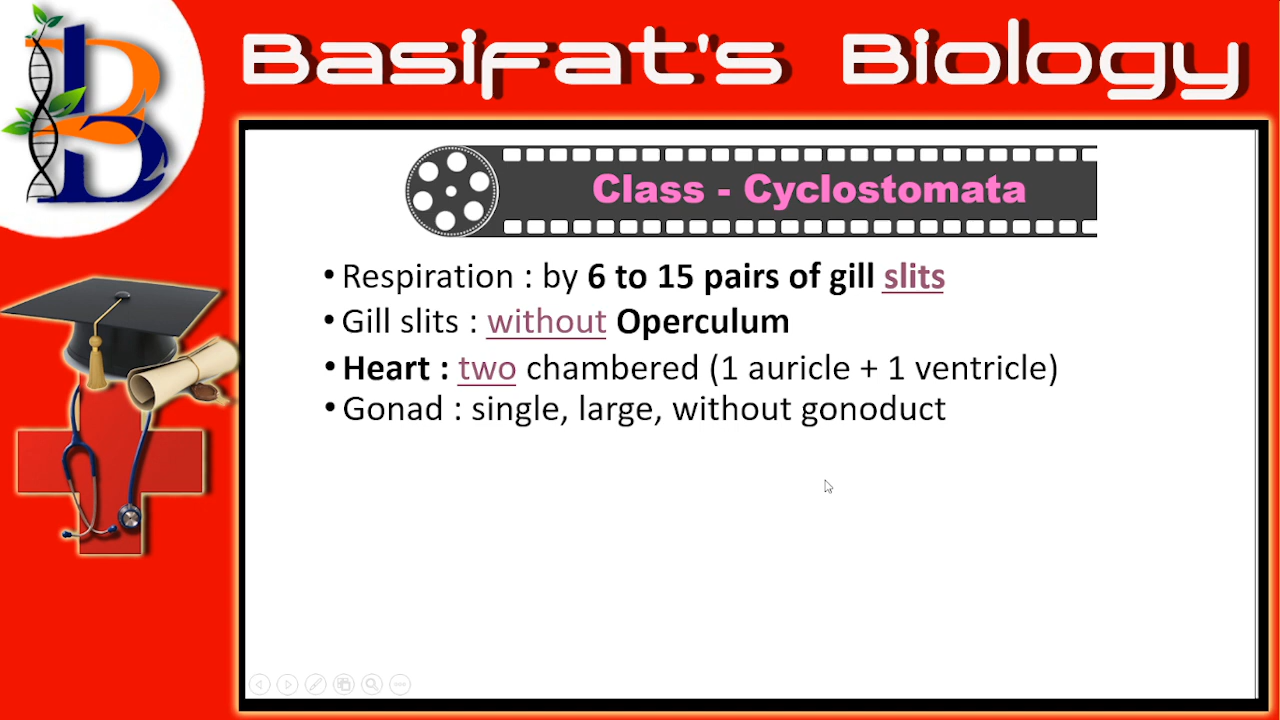 Basifat's Biology
B
Class - Cyclostomata
• Respiration : by 6 to 15 pairs of gill slits
• Gill slits : without Operculum
• Heart : two chambered (1 auricle + 1 ventricle)
• Gonad : single, large, without gonoduct